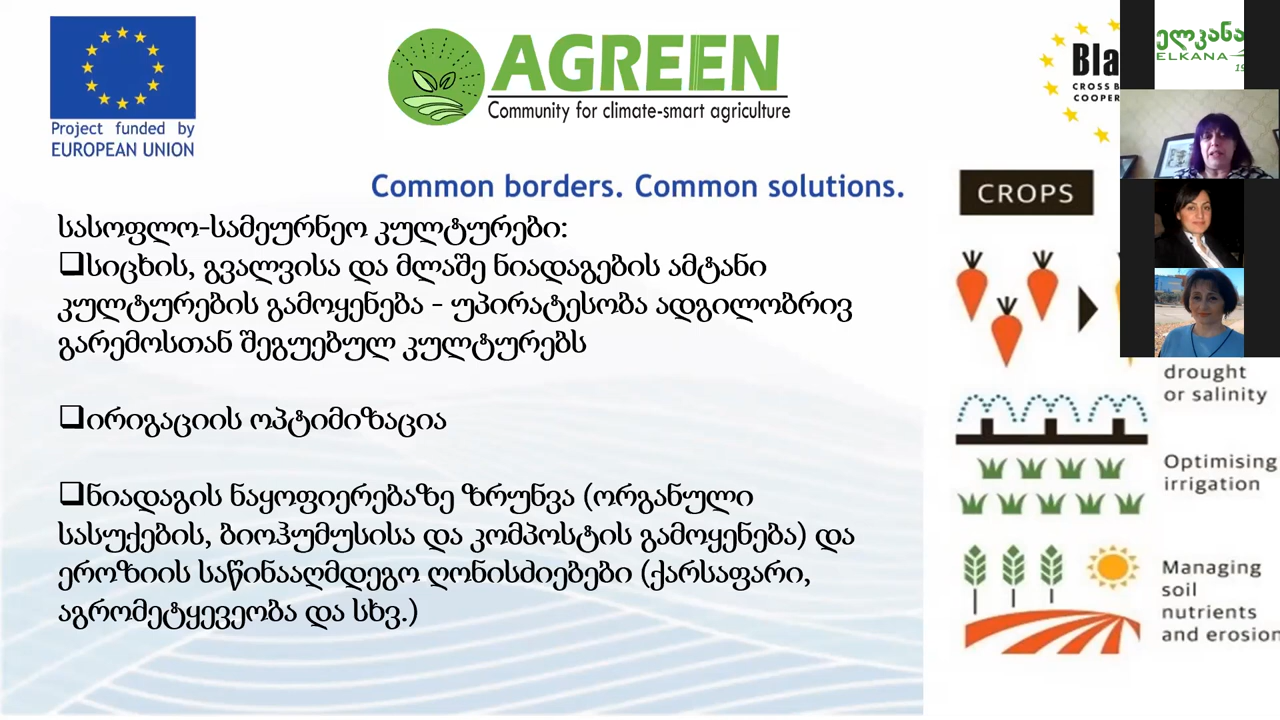 Project funded by
EUROPEAN UNION
AGREEN
Community for climate-smart agriculture
CROSS
ელკანა
ELKANA
Common borders. Common solutions.
სასოფლო-სამეურნეო კულტურები:
სიცხის, გვალვისა და მლაშე ნიადაგების ამტანი
კულტურების გამოყენება - უპირატესობა ადგილობრივ
გარემოსთან შეგუებულ კულტურებს
ირიგაციის ოპტიმიზაცია
ნიადაგის ნაყოფიერებაზე ზრუნვა (ორგანული
სასუქების, ბიოჰუმუსისა და კომპოსტის გამოყენება) და
ეროზიის საწინააღმდეგო ღონისძიებები (ქარსაფარი,
აგრომეტყევეობა და სხვ.)
CROPS
drought
or salinity
Optimising
irrigation
Managing
soil
nutrients
and erosion